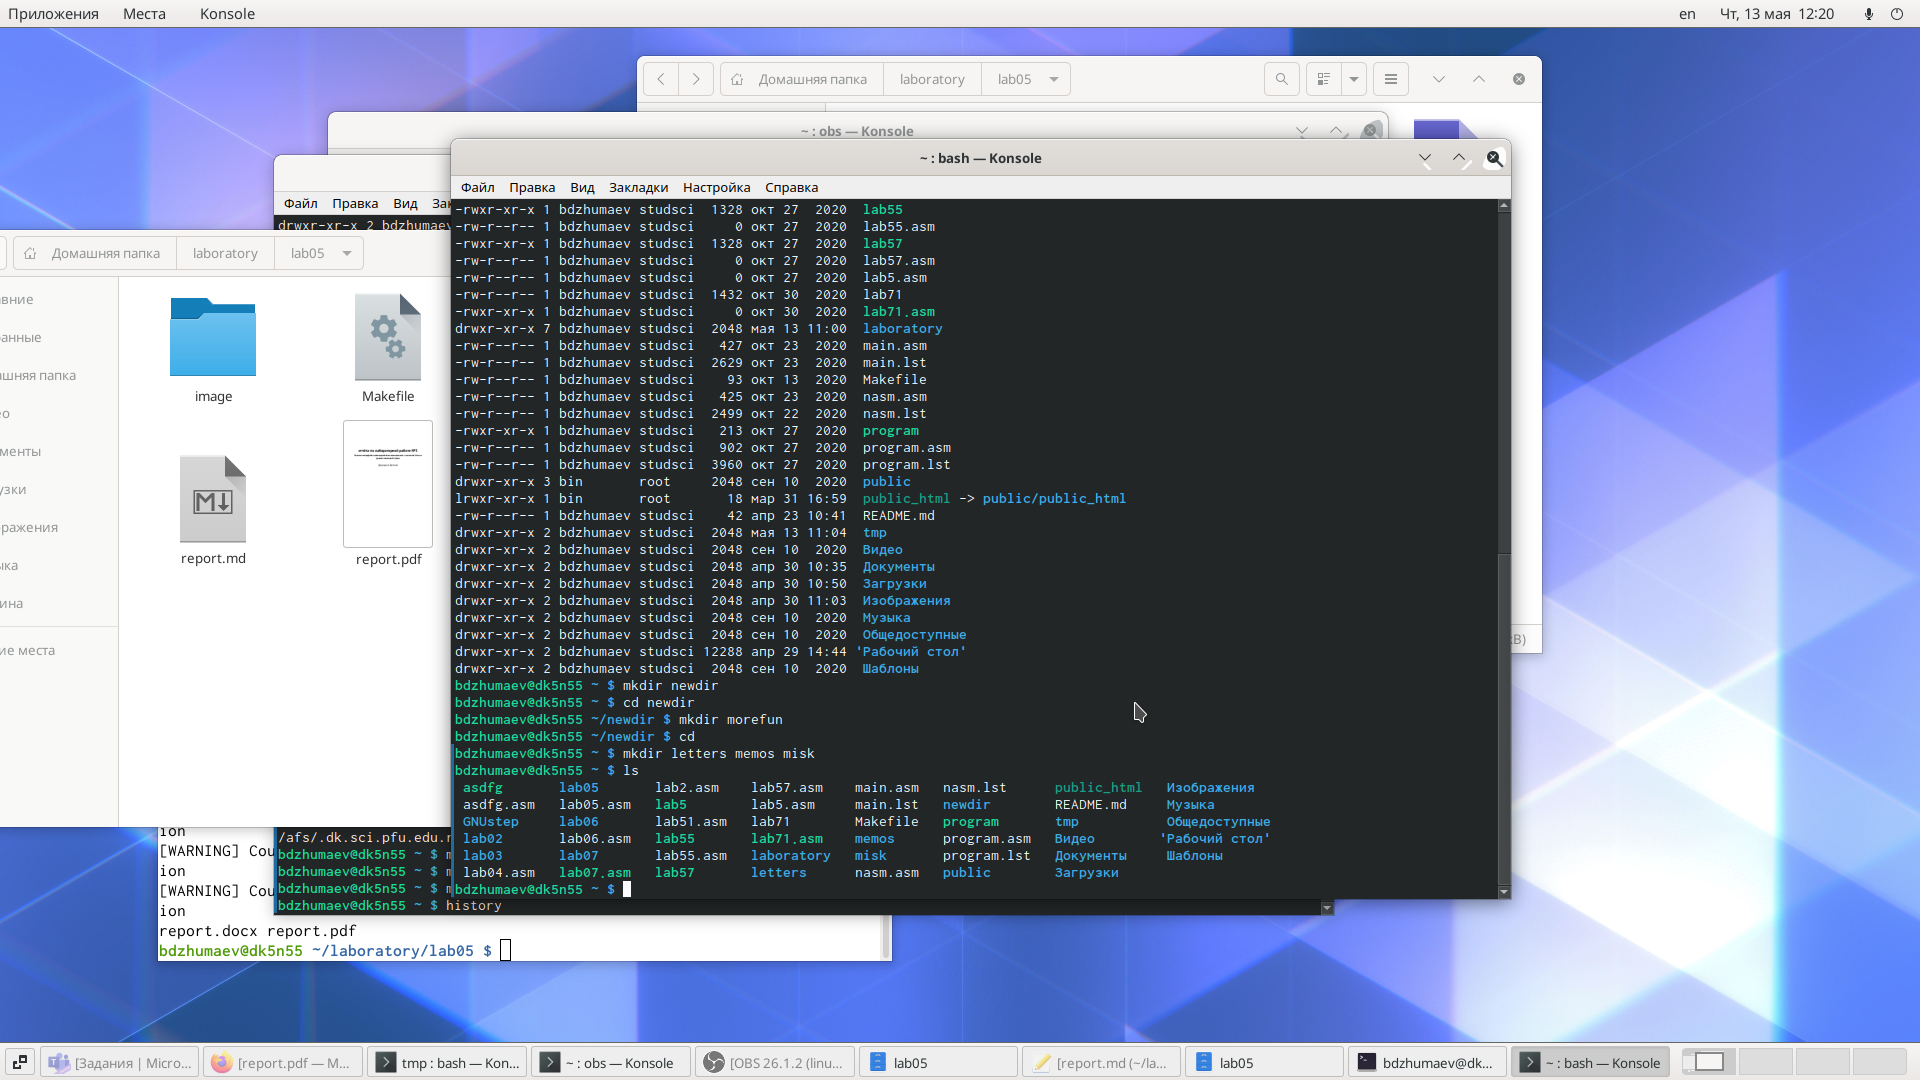 Приложения Места Konsole en Чт, 13 мая 12:20
Домашняя папка laboratory lab05
~ : obs — Konsole
~ : bash — Konsole
Файл Правка Вид Закладки Настройка Справка
Файл Правка Вид
drwxr-xr-x 2 bdzhumaev
-rwxr-xr-x 1 bdzhumaev studsci 1328 окт 27 2020 lab55
-rw-r--r-- 1 bdzhumaev studsci 0 окт 27 2020 lab55.asm
-rwxr-xr-x 1 bdzhumaev studsci 1328 окт 27 2020 lab57
-rw-r--r-- 1 bdzhumaev studsci 0 окт 27 2020 lab57.asm
-rw-r--r-- 1 bdzhumaev studsci 0 окт 27 2020 lab5.asm
-rw-r--r-- 1 bdzhumaev studsci 1432 окт 30 2020 lab71
-rwxr-xr-x 1 bdzhumaev studsci 0 окт 30 2020 lab71.asm
drwxr-xr-x 7 bdzhumaev studsci 2048 мая 13 11:00 laboratory
-rw-r--r-- 1 bdzhumaev studsci 427 окт 23 2020 main.asm
-rw-r--r-- 1 bdzhumaev studsci 2629 окт 23 2020 main.lst
-rw-r--r-- 1 bdzhumaev studsci 93 окт 13 2020 Makefile
-rw-r--r-- 1 bdzhumaev studsci 425 окт 23 2020 nasm.asm
-rw-r--r-- 1 bdzhumaev studsci 2499 окт 22 2020 nasm.lst
-rwxr-xr-x 1 bdzhumaev studsci 213 окт 27 2020 program
-rw-r--r-- 1 bdzhumaev studsci 902 окт 27 2020 program.asm
-rw-r--r-- 1 bdzhumaev studsci 3960 окт 27 2020 program.lst
drwxr-xr-x 3 bin root 2048 сен 10 2020 public
lrwxr-xr-x 1 bin root 18 мар 31 16:59 public_html -> public/public_html
-rw-r--r-- 1 bdzhumaev studsci 42 апр 23 10:41 README.md
drwxr-xr-x 2 bdzhumaev studsci 2048 мая 13 11:04 tmp
drwxr-xr-x 2 bdzhumaev studsci 2048 сен 10 2020 Видео
drwxr-xr-x 2 bdzhumaev studsci 2048 апр 30 10:35 Документы
drwxr-xr-x 2 bdzhumaev studsci 2048 апр 30 10:50 Загрузки
drwxr-xr-x 2 bdzhumaev studsci 2048 апр 30 11:03 Изображения
drwxr-xr-x 2 bdzhumaev studsci 2048 сен 10 2020 Музыка
drwxr-xr-x 2 bdzhumaev studsci 2048 сен 10 2020 Общедоступные
drwxr-xr-x 2 bdzhumaev studsci 12288 апр 29 14:44 'Рабочий стол'
drwxr-xr-x 2 bdzhumaev studsci 2048 сен 10 2020 Шаблоны
bdzhumaev@dk5n55 ~ $ mkdir newdir
bdzhumaev@dk5n55 ~ $ cd newdir
bdzhumaev@dk5n55 ~/newdir $ mkdir morefun
bdzhumaev@dk5n55 ~/newdir $ cd
bdzhumaev@dk5n55 ~ $ mkdir letters memos misk
bdzhumaev@dk5n55 ~ $ ls
asdfg lab05 lab2.asm lab57.asm main.asm nasm.lst public_html Изображения
asdfg.asm lab05.asm lab5 lab5.asm main.lst newdir README.md Музыка
GNUstep lab06 lab51.asm lab71 Makefile program tmp Общедоступные
lab02 lab06.asm lab55 lab71.asm memos program.asm Видео 'Рабочий стол'
lab03 lab07 lab55.asm laboratory misk program.lst Документы Шаблоны
lab04.asm lab07.asm lab57 letters nasm.asm public Загрузки
bdzhumaev@dk5n55 ~ $
Домашняя папка laboratory lab05
авние
анные
ашняя папка
ео
менты
узки
ражения
ыка
ина
ие места
image
Makefile
report.md
report.pdf
/afs/.dk.sci.pfu.edu.r
bdzhumaev@dk5n55 ~ $ m
bdzhumaev@dk5n55 ~ $ m
bdzhumaev@dk5n55 ~ $ m
bdzhumaev@dk5n55 ~ $ history
ion
[WARNING] Cou
ion
[WARNING] Cou
ion
report.docx report.pdf
bdzhumaev@dk5n55 ~/laboratory/lab05 $
[Задания | Micro... [report.pdf — M... tmp : bash — Kon... ~ : obs — Konsole [OBS 26.1.2 (linu... lab05 [report.md (~/la... lab05 bdzhumaev@dk... ~ : bash — Konsole